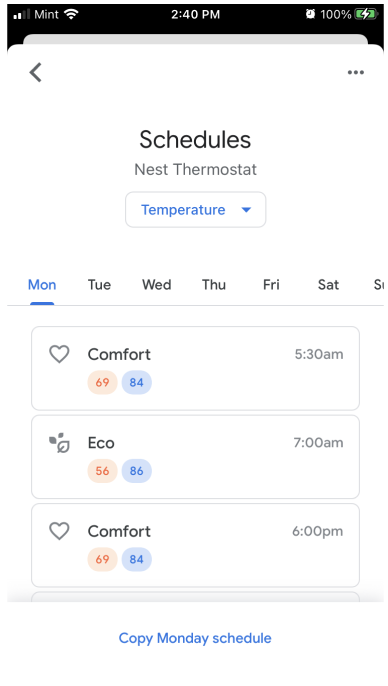 Mint 2:40 PM 100%
Schedules
Nest Thermostat
Temperature
Mon Tue Wed Thu Fri Sat Su
Comfort 5:30am
69 84
Eco 7:00am
56 86
Comfort 6:00pm
69 84
Copy Monday schedule